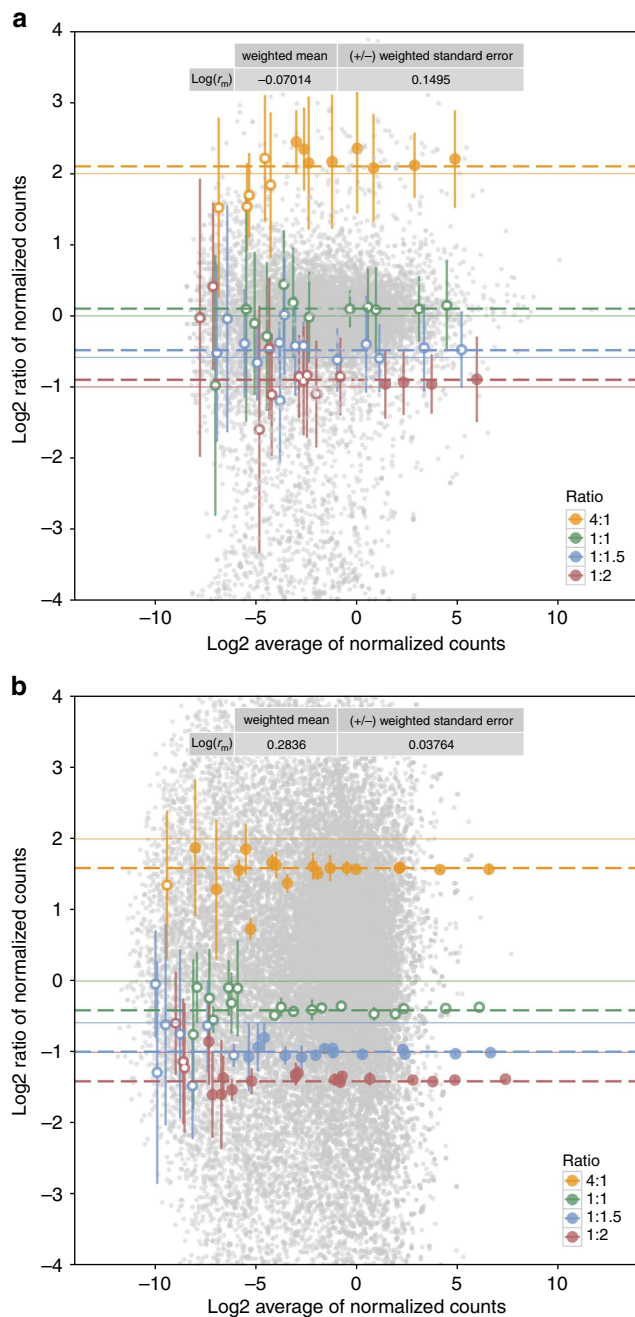 a
weighted mean (+/–) weighted standard error
Log(rm) –0.07014 0.1495
4
3
2
1
0
–1
–2
–3
–4
Log2 ratio of normalized counts
Ratio
4:1
1:1
1:1.5
1:2
–10 –5 0 5 10
Log2 average of normalized counts
b
weighted mean (+/–) weighted standard error
Log(rm) 0.2836 0.03764
4
3
2
1
0
–1
–2
–3
–4
Log2 ratio of normalized counts
Ratio
4:1
1:1
1:1.5
1:2
–10 –5 0 5 10
Log2 average of normalized counts